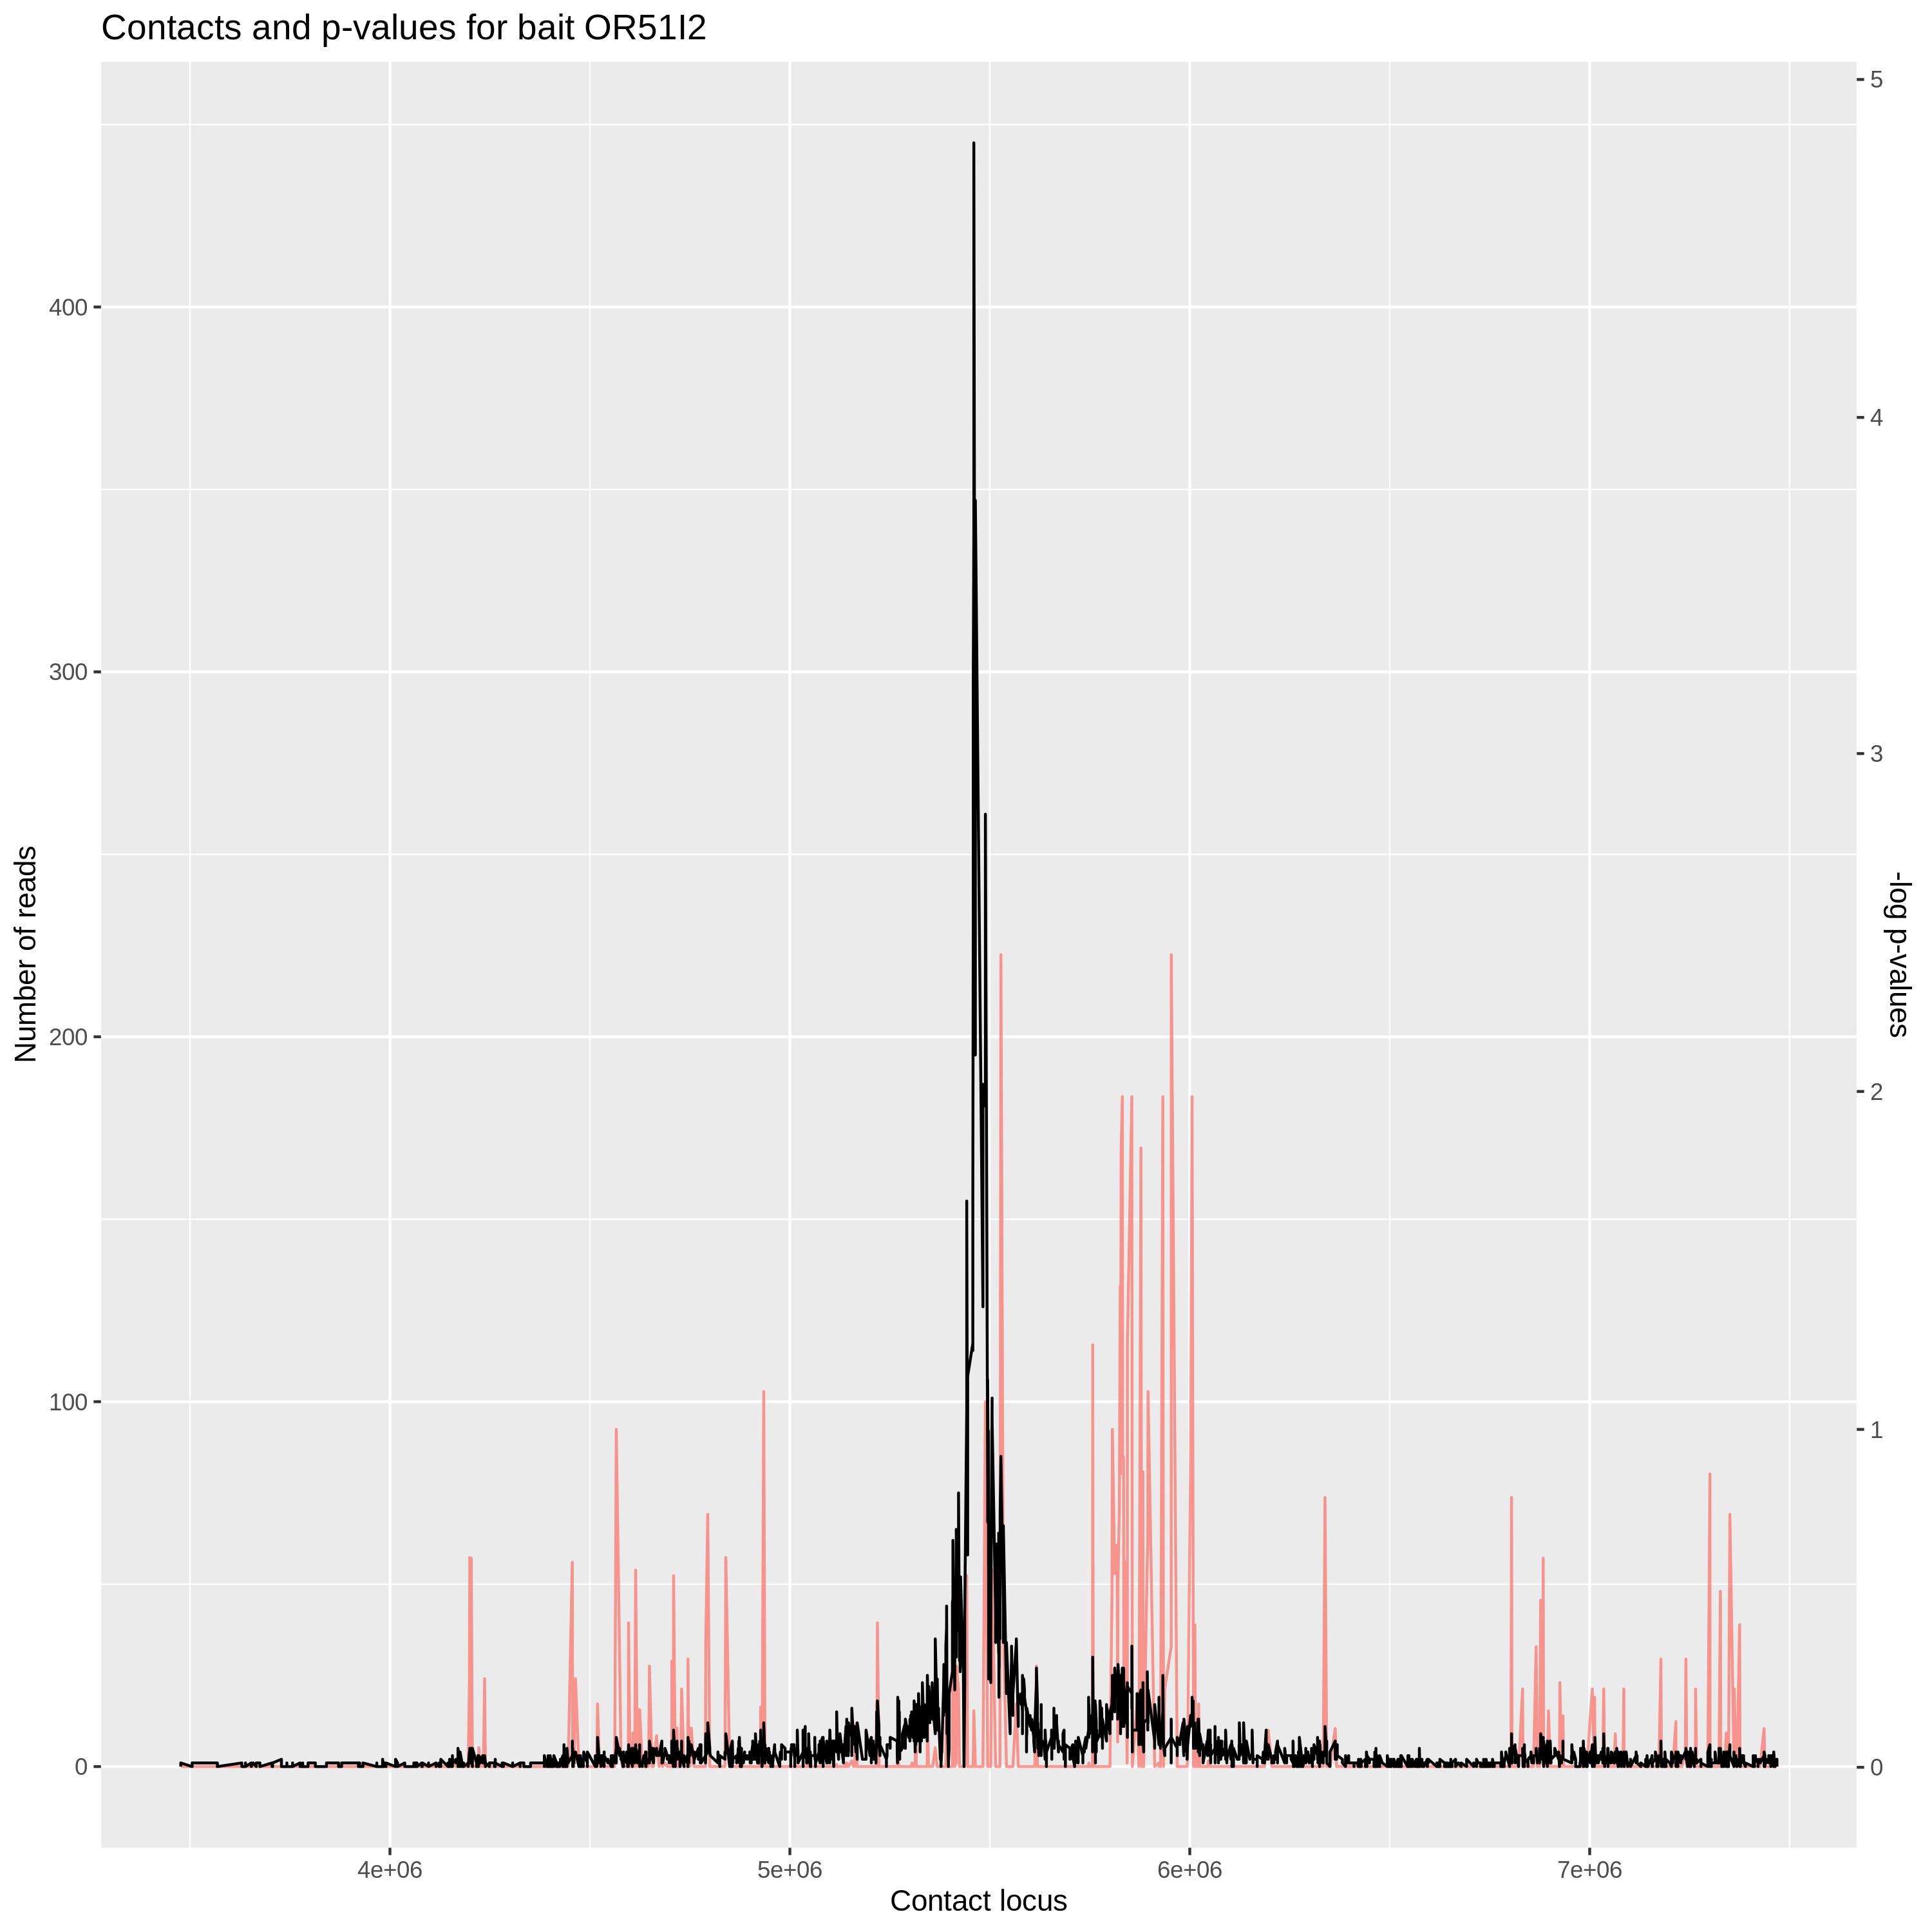 Contacts and p-values for bait OR51I2
5
400
4
300
3
200
2
100
1
0
0
Number of reads
-log p-values
4e+06
5e+06
6e+06
7e+06
Contact locus